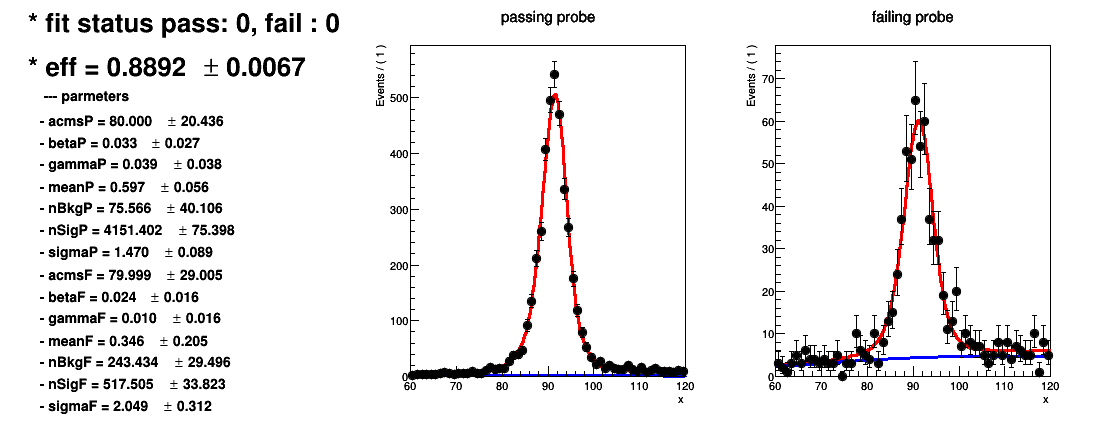 * fit status pass: 0, fail : 0
* eff = 0.8892 ± 0.0067
--- parmeters
- acmsP = 80.000 ± 20.436
- betaP = 0.033 ± 0.027
- gammaP = 0.039 ± 0.038
- meanP = 0.597 ± 0.056
- nBkgP = 75.566 ± 40.106
- nSigP = 4151.402 ± 75.398
- sigmaP = 1.470 ± 0.089
- acmsF = 79.999 ± 29.005
- betaF = 0.024 ± 0.016
- gammaF = 0.010 ± 0.016
- meanF = 0.346 ± 0.205
- nBkgF = 243.434 ± 29.496
- nSigF = 517.505 ± 33.823
- sigmaF = 2.049 ± 0.312
passing probe
Events / ( 1 )
500
400
300
200
100
0
60 70 80 90 100 110 120
x
failing probe
Events / ( 1 )
70
60
50
40
30
20
10
0
60 70 80 90 100 110 120
x